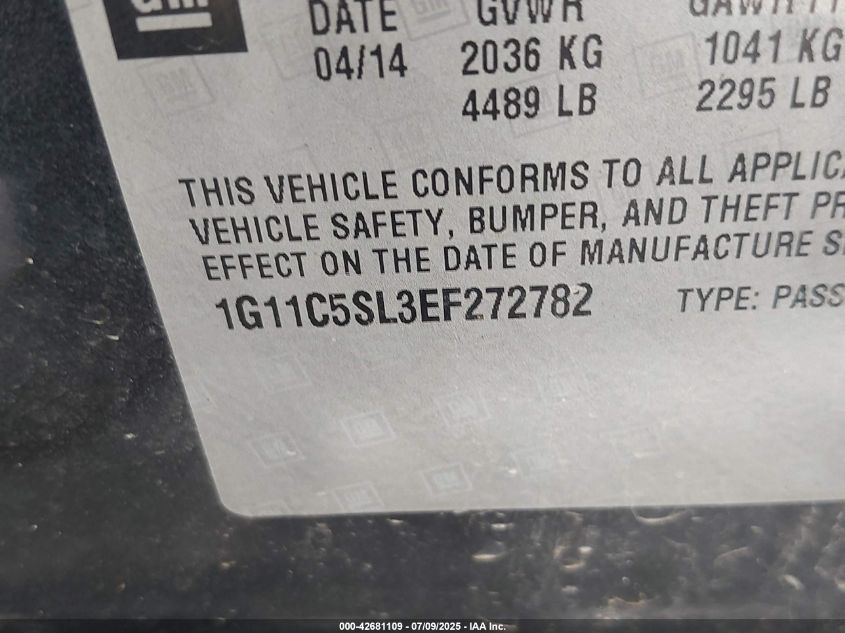 GM
DATE GVWR GAWR
04/14 2036 KG 1041 KG
4489 LB 2295 LB
THIS VEHICLE CONFORMS TO ALL
VEHICLE SAFETY, BUMPER, AND THEFT
EFFECT ON THE DATE OF MANUFACTURE
1G11C5SL3EF272782 TYPE: PASS
000-42681109 - 07/09/2025 - IAA Inc.